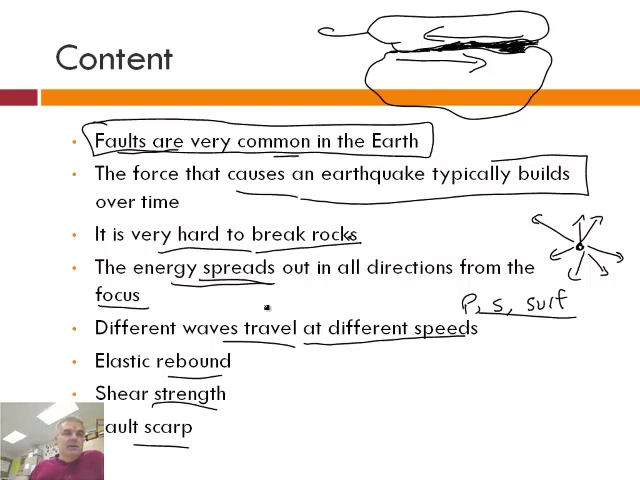 Content
Faults are very common in the Earth
The force that causes an earthquake typically builds
over time
It is very hard to break rocks
The energy spreads out in all directions from the
focus
P, s, surf
Different waves travel at different speeds
Elastic rebound
Shear strength
Fault scarp